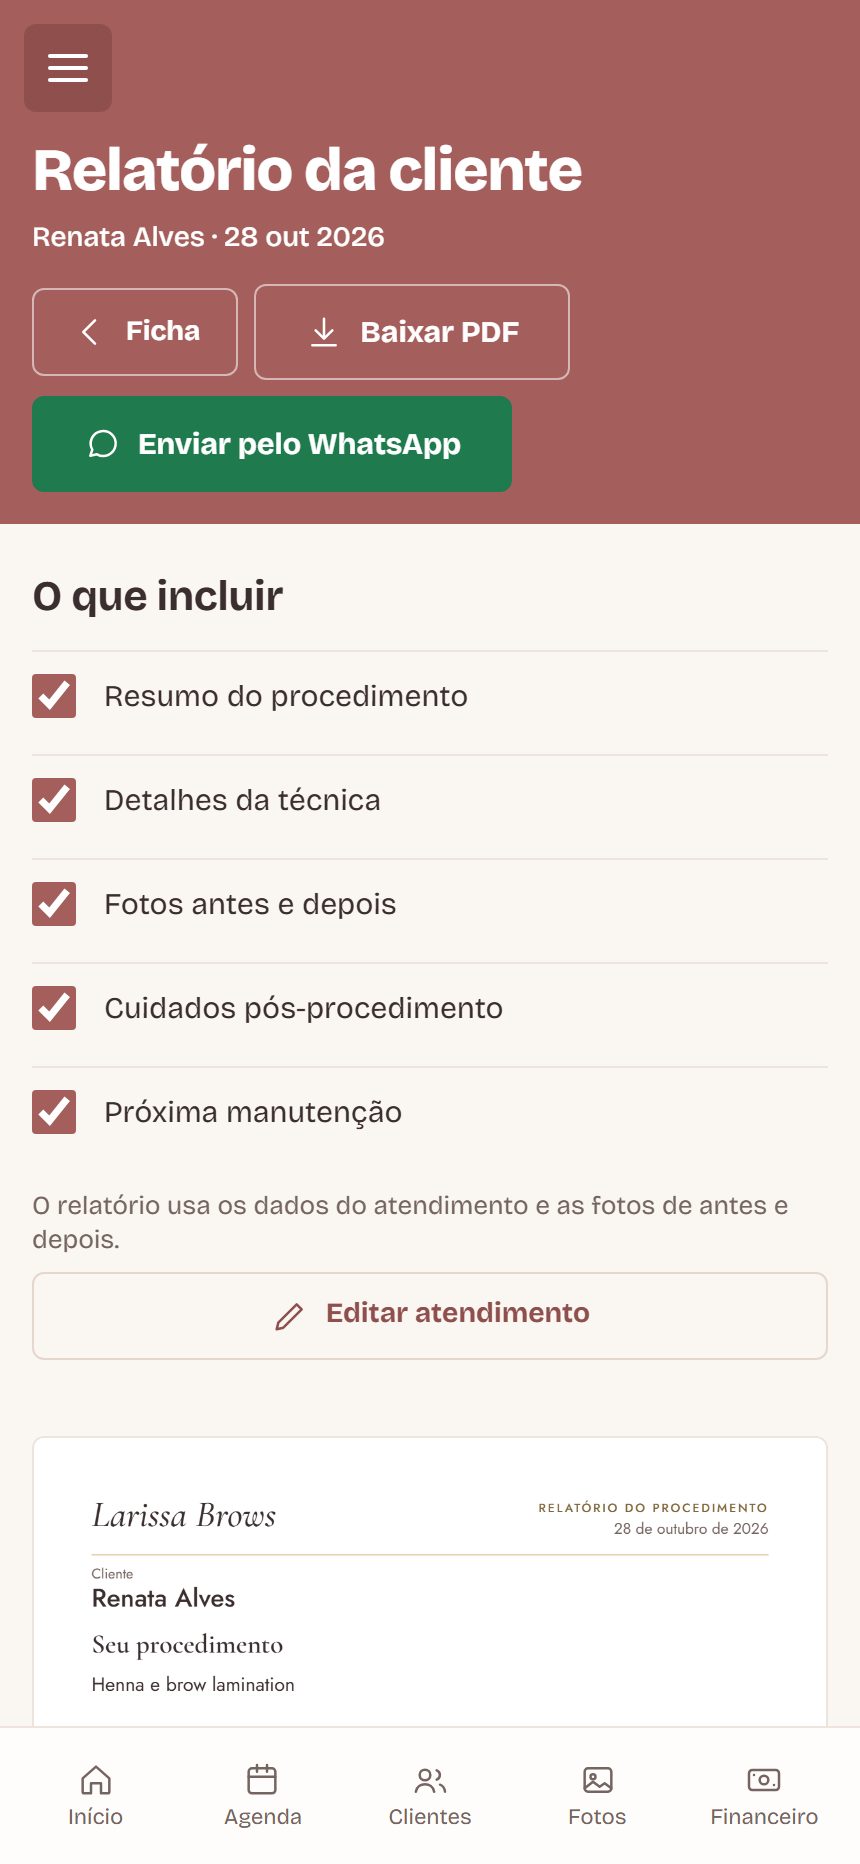 Relatório da cliente
Renata Alves · 28 out 2026
Ficha
Baixar PDF
Enviar pelo WhatsApp
O que incluir
Resumo do procedimento
Detalhes da técnica
Fotos antes e depois
Cuidados pós-procedimento
Próxima manutenção
O relatório usa os dados do atendimento e as fotos de antes e
depois.
Editar atendimento
Larissa Brows
RELATÓRIO DO PROCEDIMENTO
28 de outubro de 2026
Cliente
Renata Alves
Seu procedimento
Henna e brow lamination
Início
Agenda
Clientes
Fotos
Financeiro